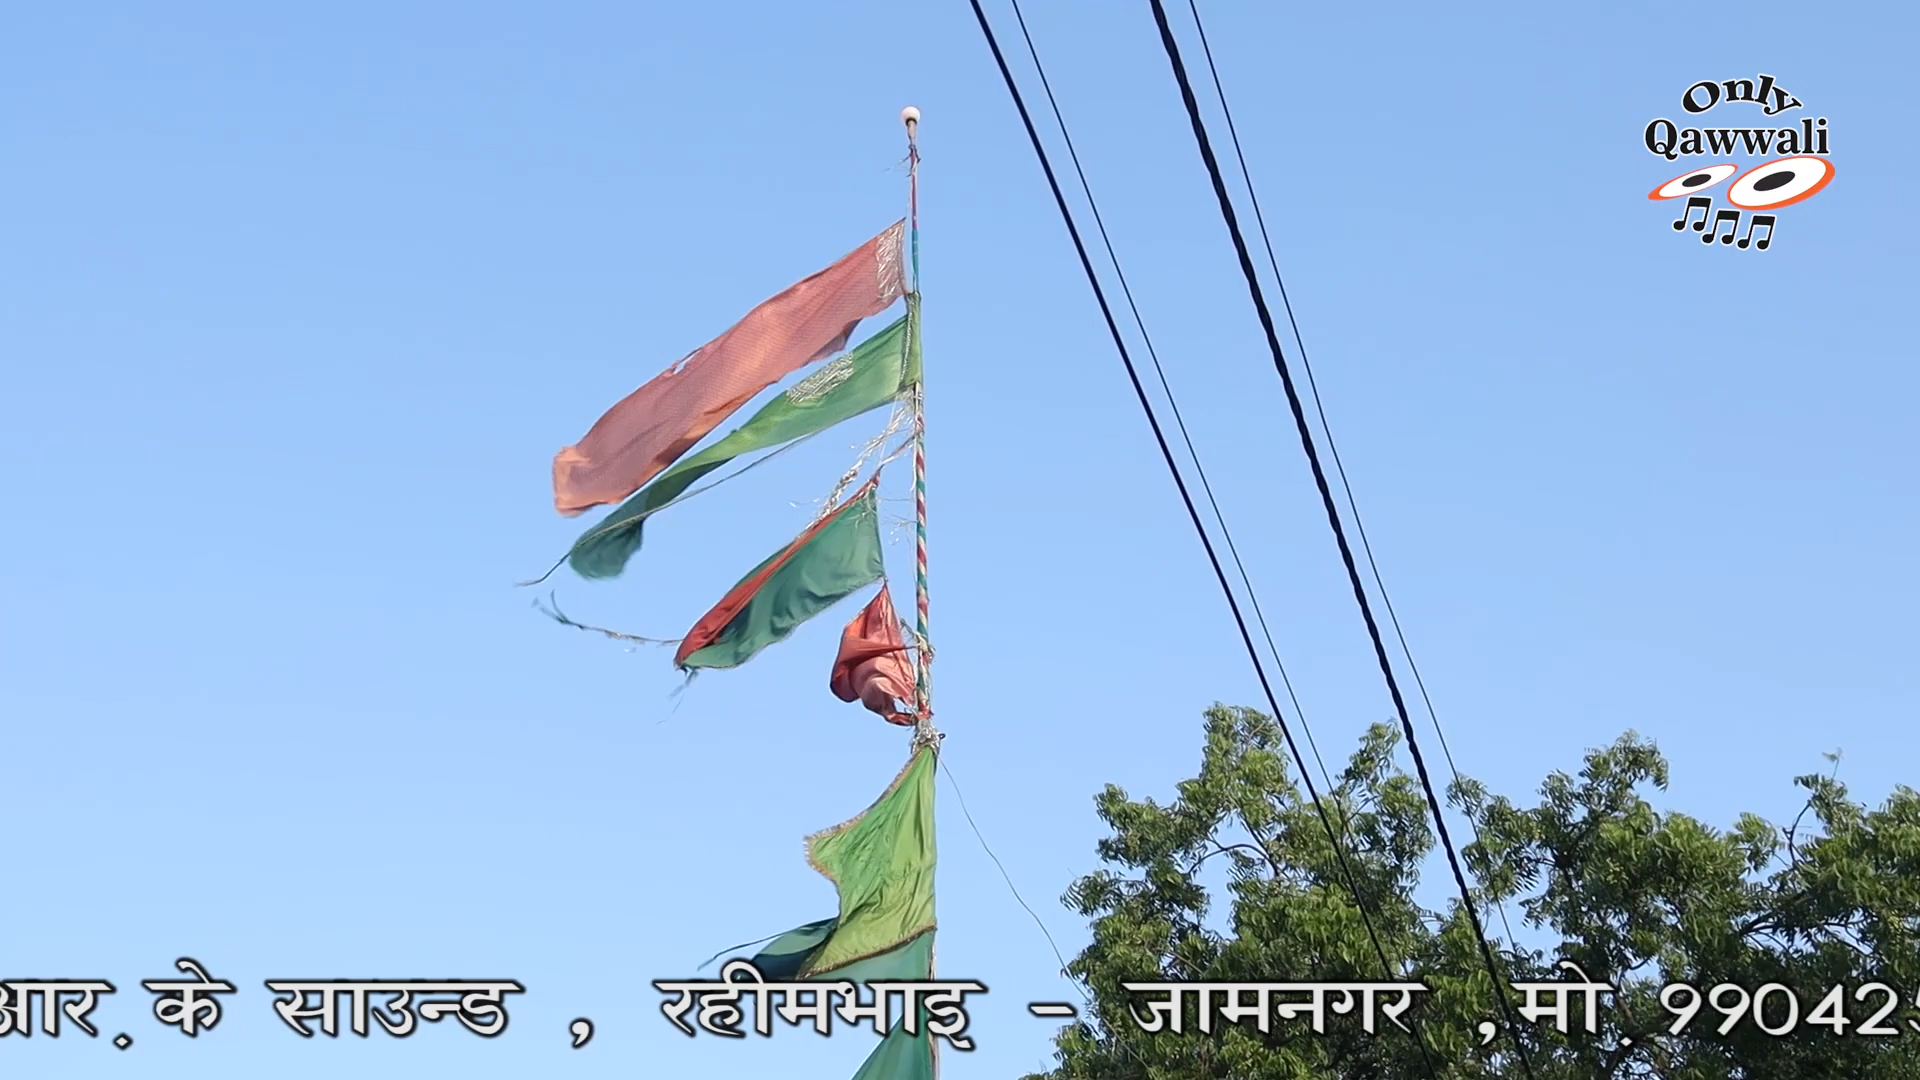 Only
Qawwali
आर. के साउन्ड , रहीमभाइ - जामनगर ,मो.990425